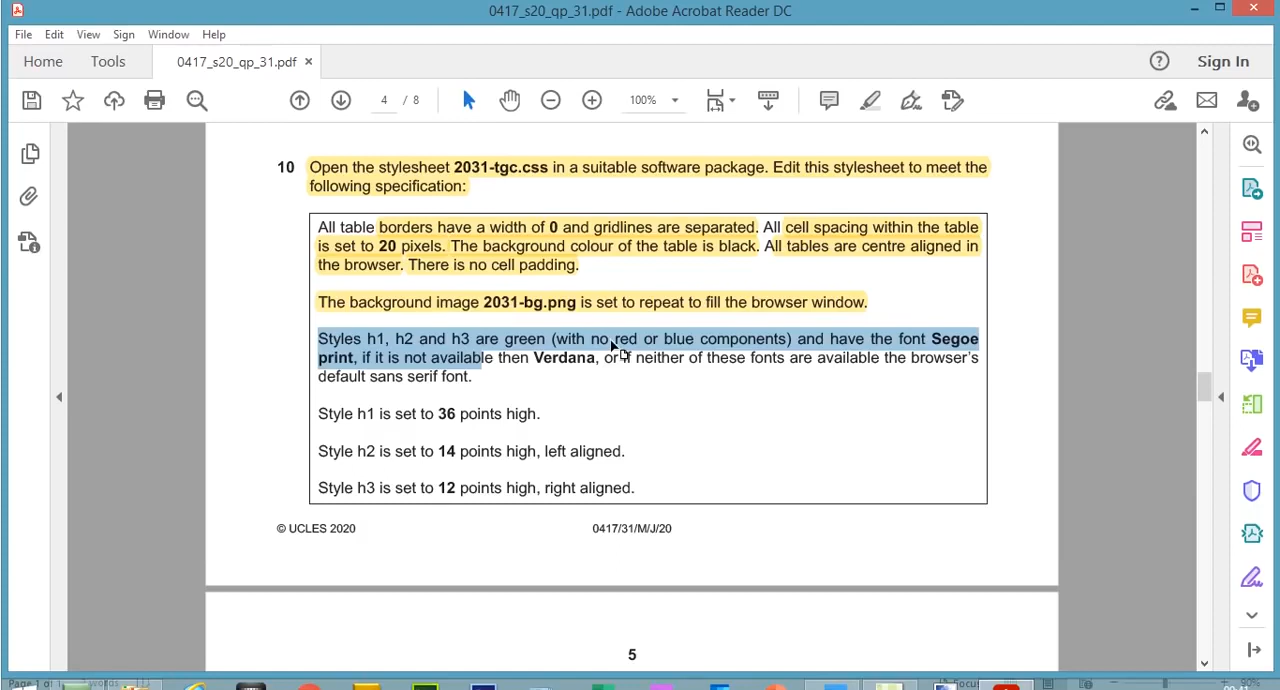 0417_s20_qp_31.pdf - Adobe Acrobat Reader DC
File Edit View Sign Window Help
Home Tools 0417_s20_qp_31.pdf × Sign In
4 / 8 100%
10 Open the stylesheet 2031-tgc.css in a suitable software package. Edit this stylesheet to meet the
following specification:
All table borders have a width of 0 and gridlines are separated. All cell spacing within the table
is set to 20 pixels. The background colour of the table is black. All tables are centre aligned in
the browser. There is no cell padding.
The background image 2031-bg.png is set to repeat to fill the browser window.
Styles h1, h2 and h3 are green (with no red or blue components) and have the font Segoe
print, if it is not available then Verdana, or if neither of these fonts are available the browser's
default sans serif font.
Style h1 is set to 36 points high.
Style h2 is set to 14 points high, left aligned.
Style h3 is set to 12 points high, right aligned.
© UCLES 2020 0417/31/M/J/20
5